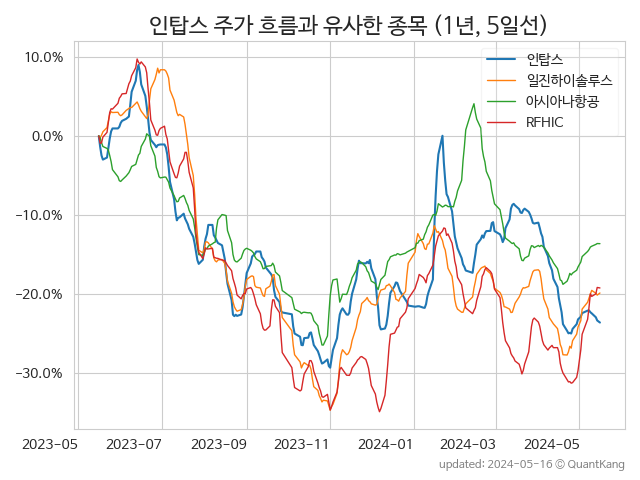 인탑스 주가 흐름과 유사한 종목 (1년, 5일선)
인탑스
일진하이솔루스
아시아나항공
RFHIC
10.0%
0.0%
−10.0%
−20.0%
−30.0%
2023-05 2023-07 2023-09 2023-11 2024-01 2024-03 2024-05
updated: 2024-05-16 © QuantKang